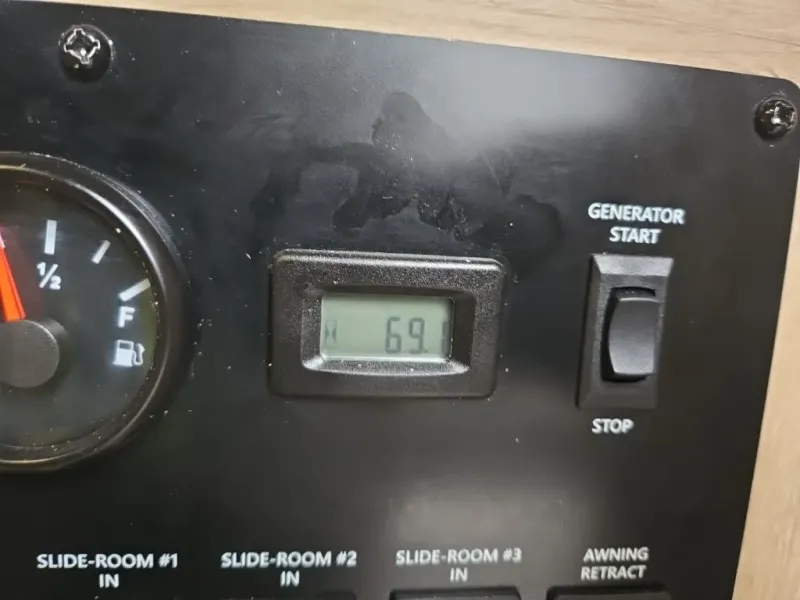 GENERATOR
START
½
F
69.1
STOP
SLIDE-ROOM #1
IN
SLIDE-ROOM #2
IN
SLIDE-ROOM #3
IN
AWNING
RETRACT